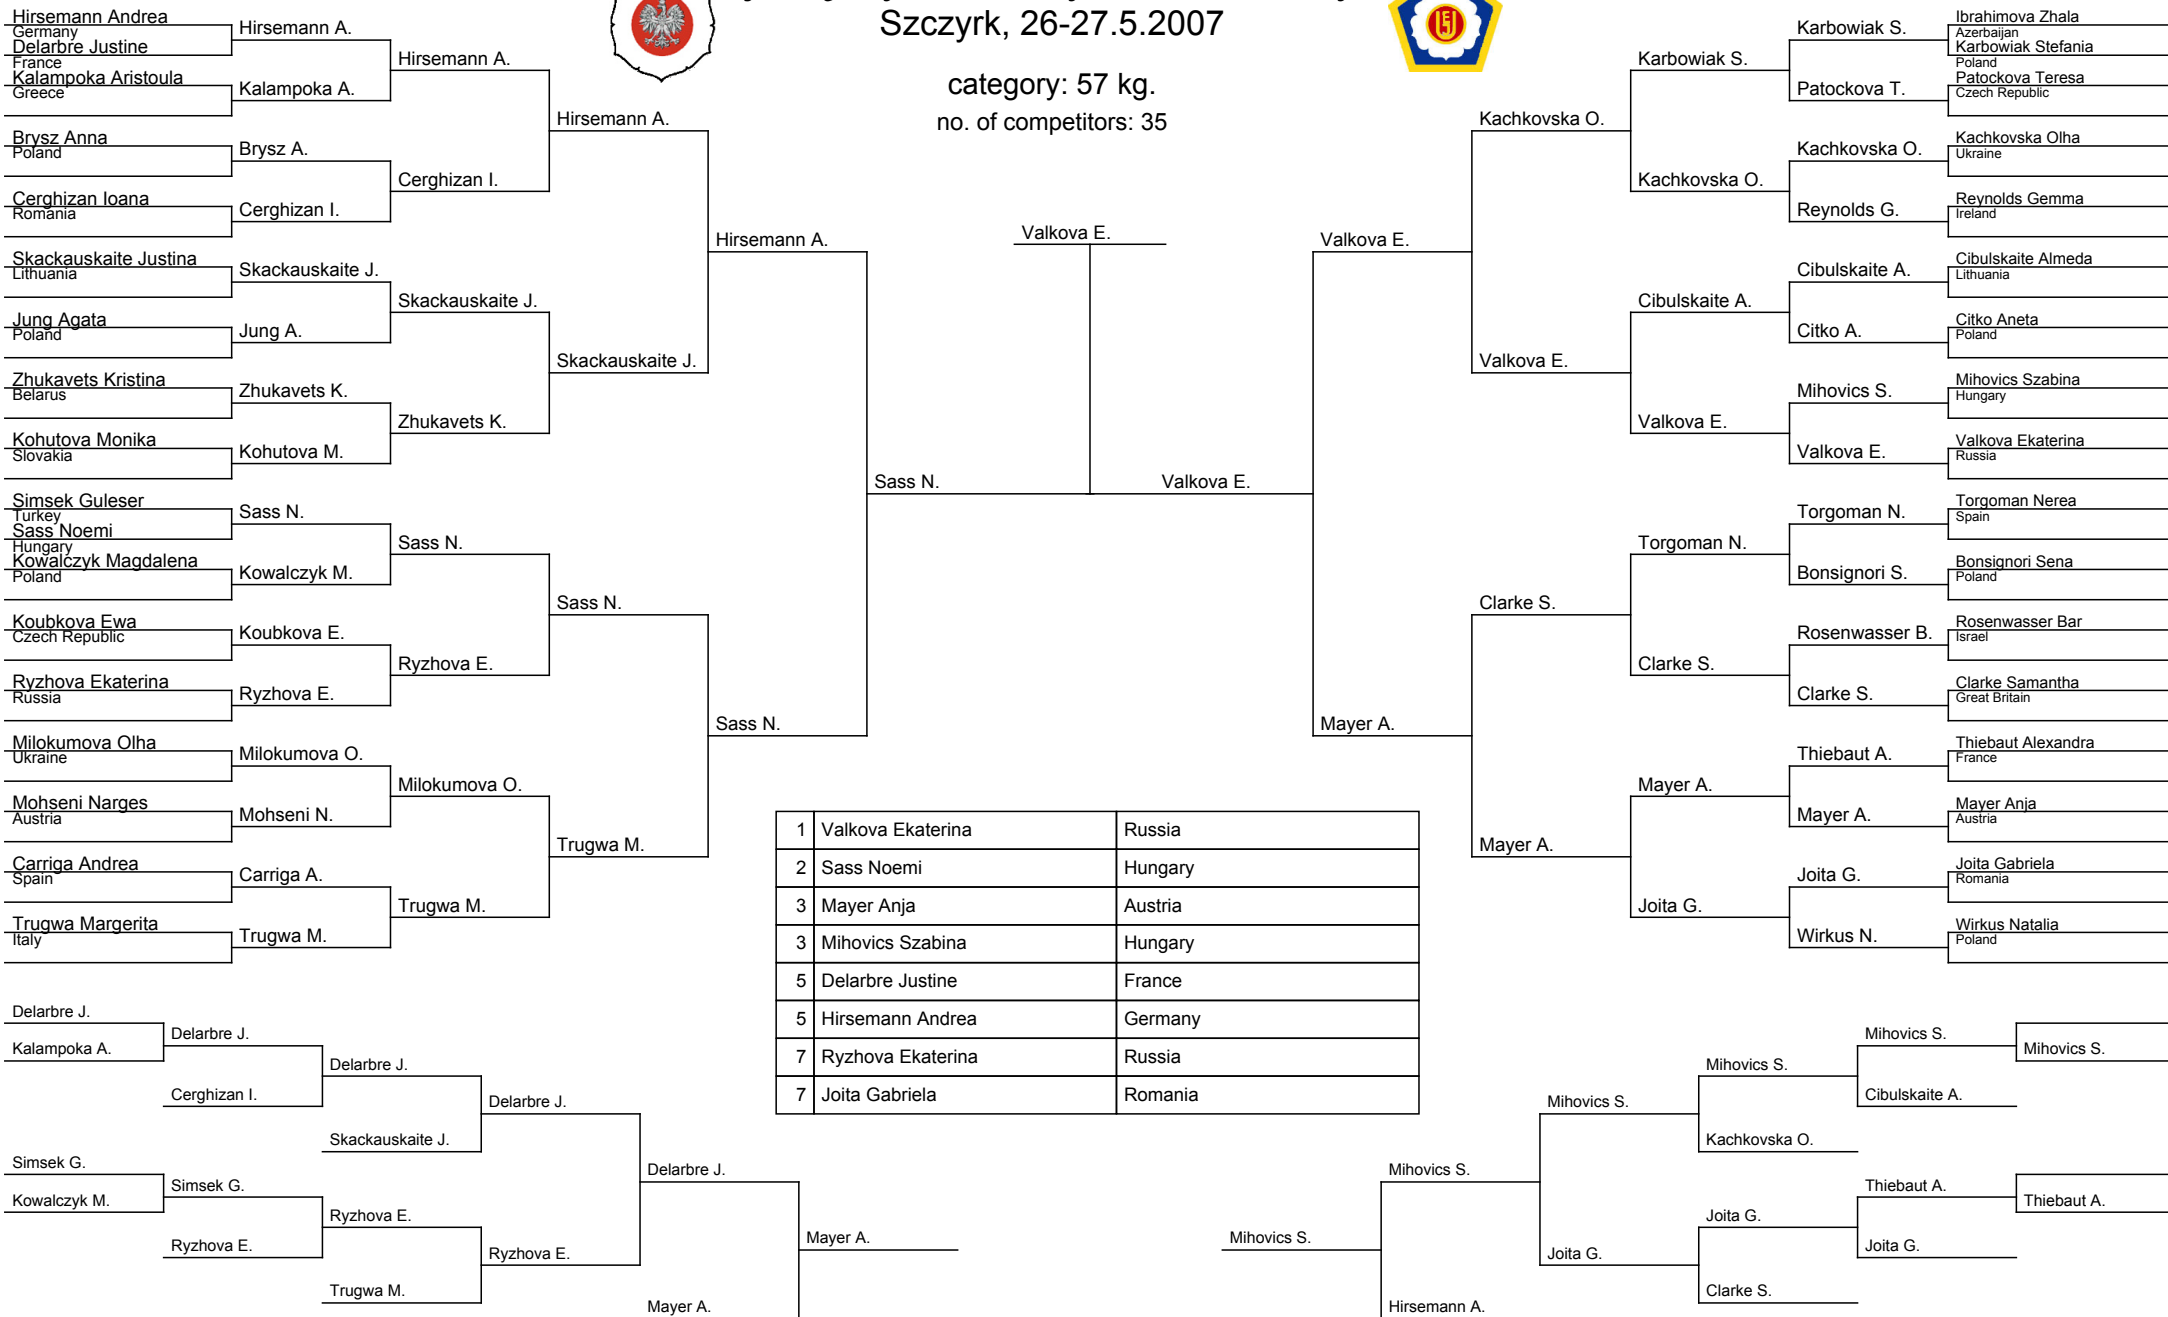 Szczyrk, 26-27.5.2007
category: 57 kg.
no. of competitors: 35
Hirsemann Andrea
Germany
Delarbre Justine
France
Kalampoka Aristoula
Greece
Brysz Anna
Poland
Cerghizan Ioana
Romania
Skackauskaite Justina
Lithuania
Jung Agata
Poland
Zhukavets Kristina
Belarus
Kohutova Monika
Slovakia
Simsek Guleser
Turkey
Sass Noemi
Hungary
Kowalczyk Magdalena
Poland
Koubkova Ewa
Czech Republic
Ryzhova Ekaterina
Russia
Milokumova Olha
Ukraine
Mohseni Narges
Austria
Carriga Andrea
Spain
Trugwa Margerita
Italy
Hirsemann A.
Kalampoka A.
Brysz A.
Cerghizan I.
Skackauskaite J.
Jung A.
Zhukavets K.
Kohutova M.
Sass N.
Kowalczyk M.
Koubkova E.
Ryzhova E.
Milokumova O.
Mohseni N.
Carriga A.
Trugwa M.
Hirsemann A.
Cerghizan I.
Skackauskaite J.
Zhukavets K.
Sass N.
Ryzhova E.
Milokumova O.
Trugwa M.
Hirsemann A.
Skackauskaite J.
Sass N.
Trugwa M.
Hirsemann A.
Sass N.
Sass N.
Valkova E.
Valkova E.
Valkova E.
Mayer A.
Kachkovska O.
Valkova E.
Clarke S.
Mayer A.
Karbowiak S.
Kachkovska O.
Cibulskaite A.
Valkova E.
Torgoman N.
Clarke S.
Mayer A.
Joita G.
Karbowiak S.
Patockova T.
Kachkovska O.
Reynolds G.
Cibulskaite A.
Citko A.
Mihovics S.
Valkova E.
Torgoman N.
Bonsignori S.
Rosenwasser B.
Clarke S.
Thiebaut A.
Mayer A.
Joita G.
Wirkus N.
Ibrahimova Zhala
Azerbaijan
Karbowiak Stefania
Poland
Patockova Teresa
Czech Republic
Kachkovska Olha
Ukraine
Reynolds Gemma
Ireland
Cibulskaite Almeda
Lithuania
Citko Aneta
Poland
Mihovics Szabina
Hungary
Valkova Ekaterina
Russia
Torgoman Nerea
Spain
Bonsignori Sena
Poland
Rosenwasser Bar
Israel
Clarke Samantha
Great Britain
Thiebaut Alexandra
France
Mayer Anja
Austria
Joita Gabriela
Romania
Wirkus Natalia
Poland
1 Valkova Ekaterina Russia
2 Sass Noemi Hungary
3 Mayer Anja Austria
3 Mihovics Szabina Hungary
5 Delarbre Justine France
5 Hirsemann Andrea Germany
7 Ryzhova Ekaterina Russia
7 Joita Gabriela Romania
Delarbre J.
Kalampoka A.
Simsek G.
Kowalczyk M.
Delarbre J.
Cerghizan I.
Simsek G.
Ryzhova E.
Delarbre J.
Skackauskaite J.
Ryzhova E.
Trugwa M.
Delarbre J.
Ryzhova E.
Delarbre J.
Mayer A.
Mayer A.
Mihovics S.
Mihovics S.
Hirsemann A.
Mihovics S.
Joita G.
Mihovics S.
Kachkovska O.
Joita G.
Clarke S.
Mihovics S.
Cibulskaite A.
Thiebaut A.
Joita G.
Mihovics S.
Thiebaut A.